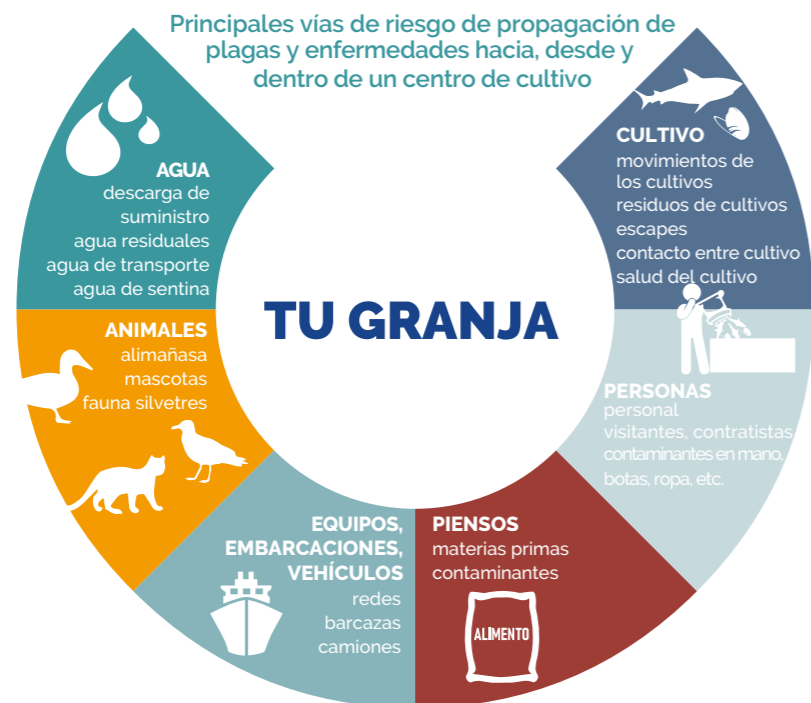 Principales vías de riesgo de propagación de
plagas y enfermedades hacia, desde y
dentro de un centro de cultivo
AGUA
descarga de
suministro
agua residuales
agua de transporte
agua de sentina
CULTIVO
movimientos de
los cultivos
residuos de cultivos
escapes
contacto entre cultivo
salud del cultivo
TU GRANJA
ANIMALES
alimañasa
mascotas
fauna silvetres
PERSONAS
personal
visitantes, contratistas
contaminantes en mano,
botas, ropa, etc.
EQUIPOS,
EMBARCACIONES,
VEHÍCULOS
redes
barcazas
camiones
PIENSOS
materias primas
contaminantes
ALIMENTO